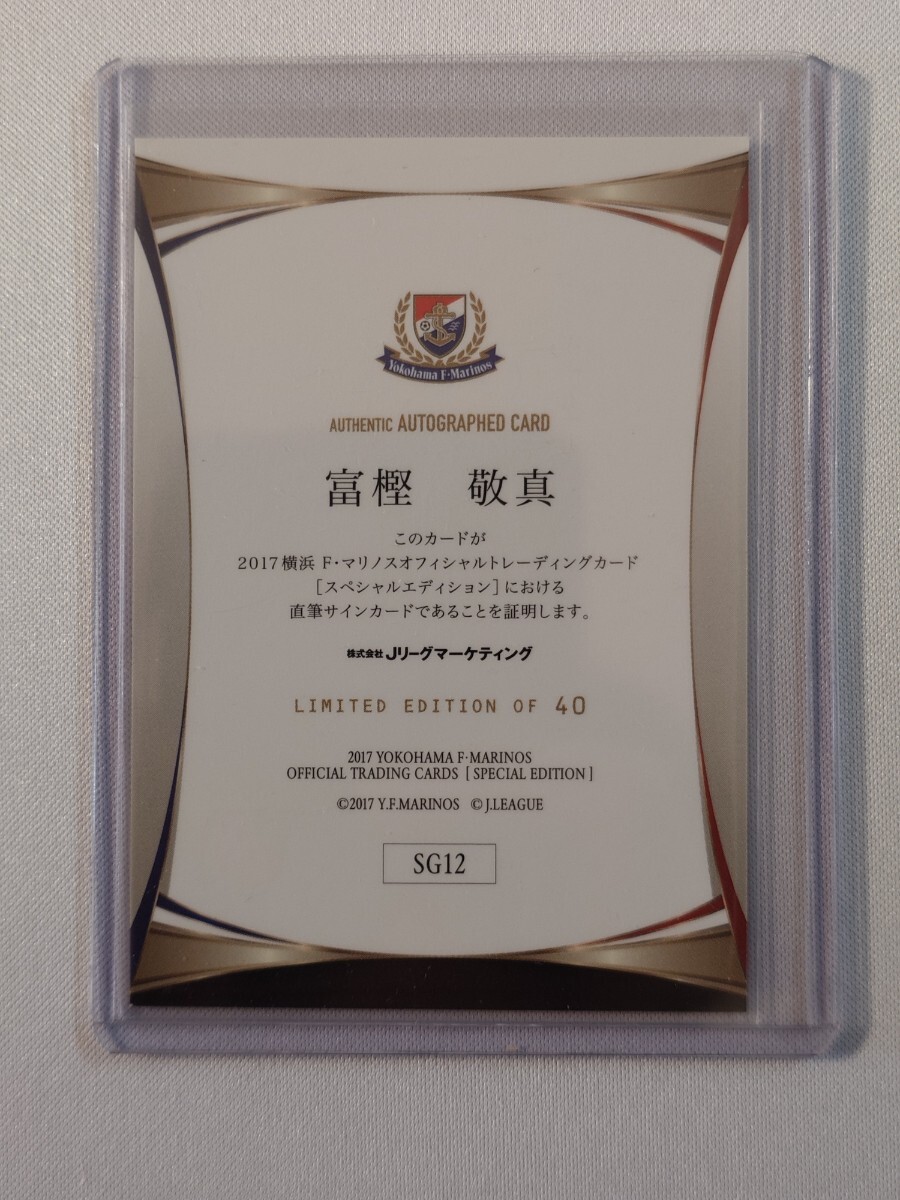 Yokohama F·Marinos
AUTHENTIC AUTOGRAPHED CARD
富樫　敬真
このカードが
2017横浜 F・マリノスオフィシャルトレーディングカード
［スペシャルエディション］における
直筆サインカードであることを証明します。
株式会社 Jリーグマーケティング
LIMITED EDITION OF 40
2017 YOKOHAMA F·MARINOS
OFFICIAL TRADING CARDS [ SPECIAL EDITION ]
©2017 Y.F.MARINOS ©J.LEAGUE
SG12